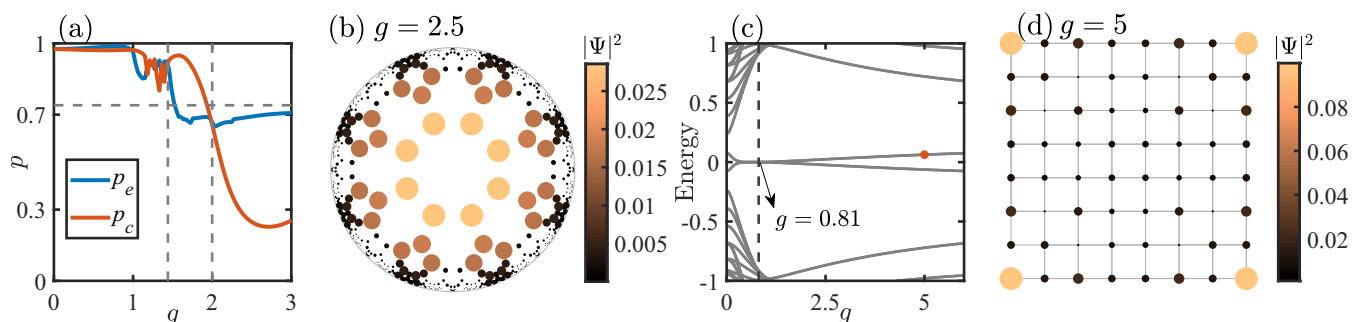 (a)
1
0.7
p
0.3
0
p_e
p_c
0 1 2 3
g
(b) g = 2.5
|Ψ|²
0.025
0.02
0.015
0.01
0.005
(c)
1
0.5
Energy
0
-0.5
-1
g = 0.81
0 2.5 5
g
(d) g = 5
|Ψ|²
0.08
0.06
0.04
0.02